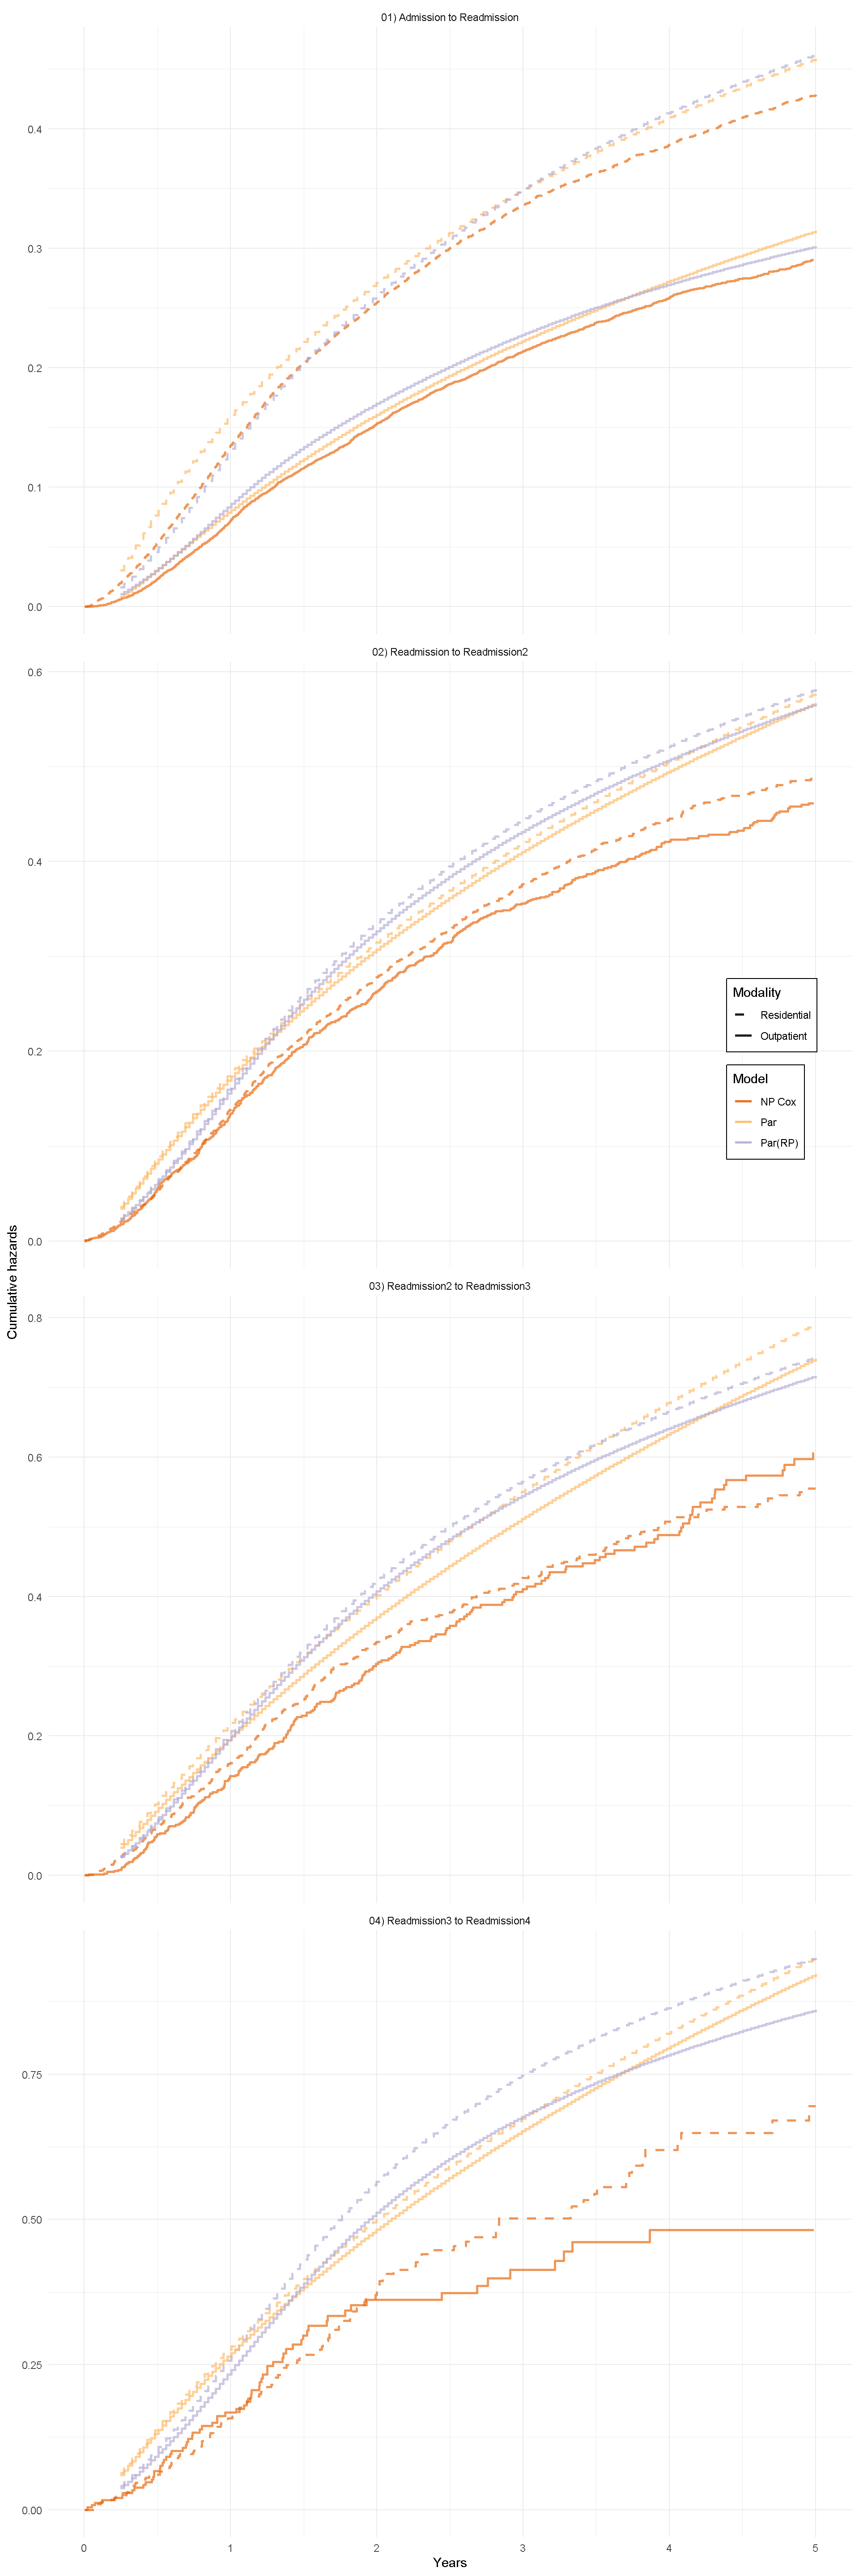 01) Admission to Readmission
0.4
0.3
0.2
0.1
0.0
02) Readmission to Readmission2
0.6
0.4
0.2
0.0
Modality
Residential
Outpatient
Model
NP Cox
Par
Par(RP)
Cumulative hazards
03) Readmission2 to Readmission3
0.8
0.6
0.4
0.2
0.0
04) Readmission3 to Readmission4
0.75
0.50
0.25
0.00
0 1 2 3 4 5
Years